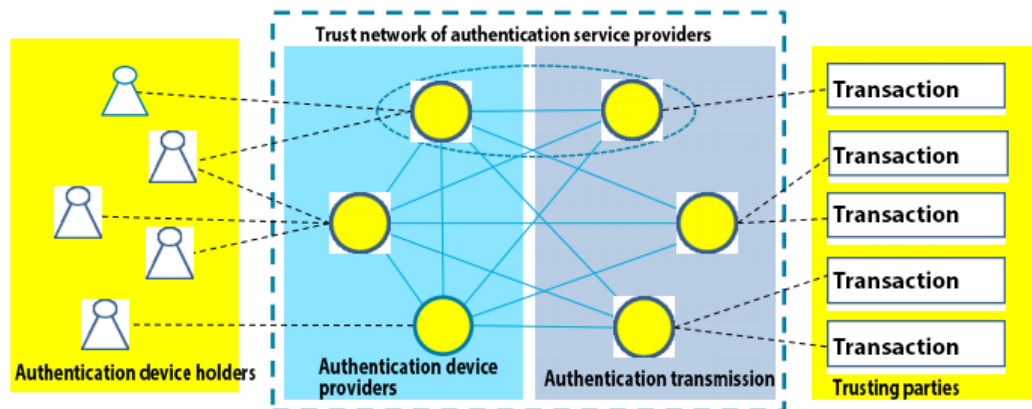 Trust network of authentication service providers
Transaction
Transaction
Transaction
Transaction
Transaction
Authentication device holders
Authentication device
providers
Authentication transmission
Trusting parties